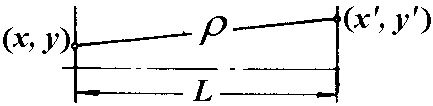 (x, y) ρ (x′, y′)
L